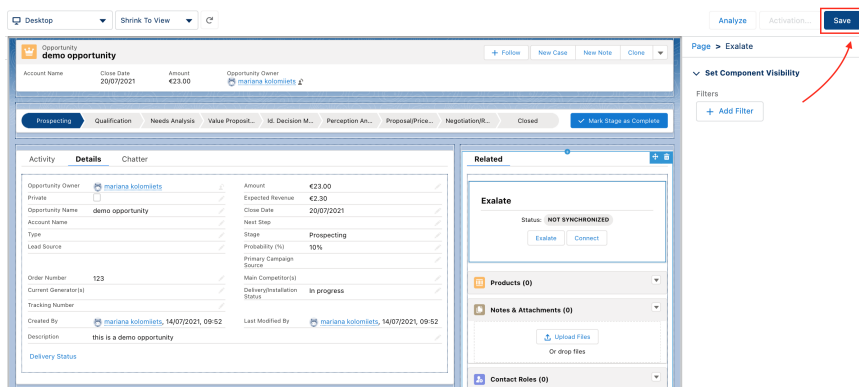 Desktop
Shrink To View
Analyze
Activation...
Save
Opportunity
demo opportunity
+ Follow
New Case
New Note
Clone
Account Name
Close Date
20/07/2021
Amount
€23.00
Opportunity Owner
mariana kolomiiets
Prospecting
Qualification
Needs Analysis
Value Proposit...
Id. Decision M...
Perception An...
Proposal/Price...
Negotiation/R...
Closed
Mark Stage as Complete
Activity
Details
Chatter
Opportunity Owner mariana kolomiiets
Private
Opportunity Name demo opportunity
Account Name
Type
Lead Source
Order Number 123
Current Generator(s)
Tracking Number
Created By mariana kolomiiets, 14/07/2021, 09:52
Description this is a demo opportunity
Delivery Status
Amount €23.00
Expected Revenue €2.30
Close Date 20/07/2021
Next Step
Stage Prospecting
Probability (%) 10%
Primary Campaign
Source
Main Competitor(s)
Delivery/Installation In progress
Status
Last Modified By mariana kolomiiets, 14/07/2021, 09:52
Related
Exalate
Status: NOT SYNCHRONIZED
Exalate
Connect
Products (0)
Notes & Attachments (0)
Upload Files
Or drop files
Contact Roles (0)
Page > Exalate
Set Component Visibility
Filters
+ Add Filter